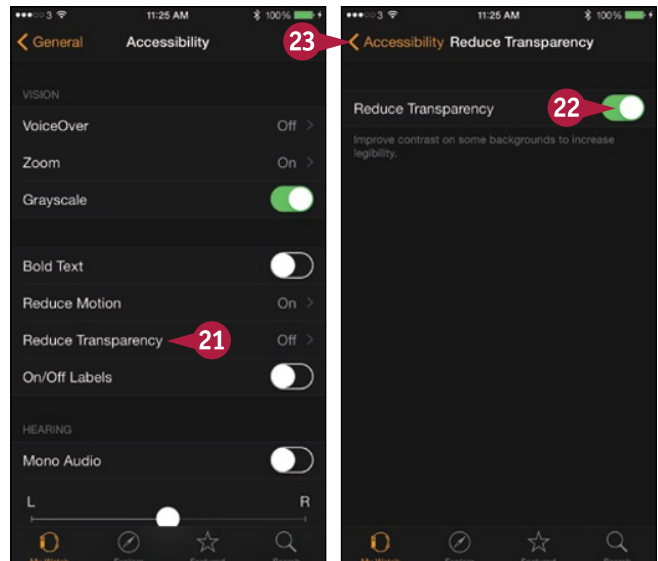 3 11:25 AM 100%
General Accessibility
VISION
VoiceOver Off
Zoom On
Grayscale
Bold Text
Reduce Motion On
Reduce Transparency 21 Off
On/Off Labels
HEARING
Mono Audio
L R
3 11:25 AM 100%
23 Accessibility Reduce Transparency
Reduce Transparency 22
Improve contrast on some backgrounds to increase
legibility.